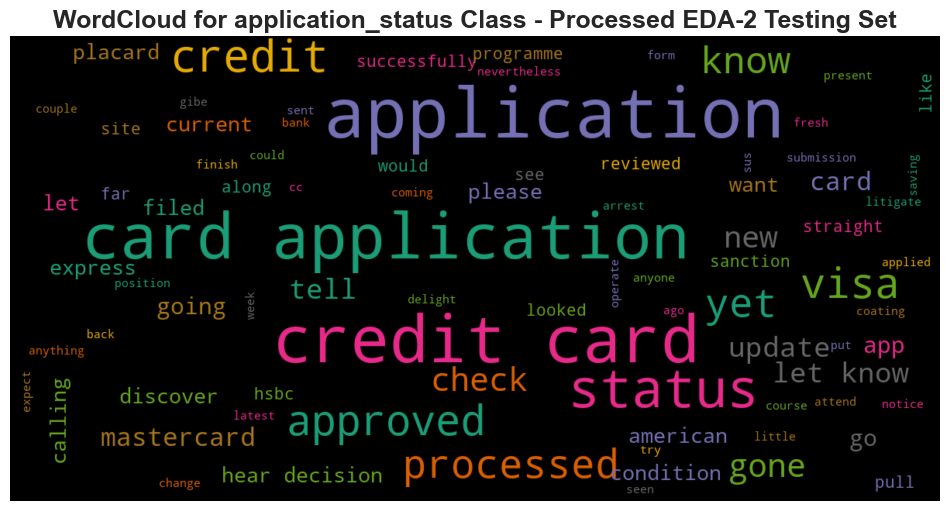 WordCloud for application_status Class - Processed EDA-2 Testing Set
placard
credit
successfully
programme
nevertheless
form
know
present
like
couple
gibe
sent
application
site
current
bank
fresh
finish
could
would
see
reviewed
sus
submission
saving
far
along
cc
coming
please
want
card
litigate
let
filed
arrest
card application
new
straight
express
position
tell
operate
anyone
sanction
applied
visa
going
week
delight
looked
ago
yet
coating
back
anything
credit card
update
put
app
expect
calling
discover
hsbc
check
status
let know
latest
approved
course
attend
notice
mastercard
american
little
go
try
change
hear decision
processed
condition
seen
gone
pull